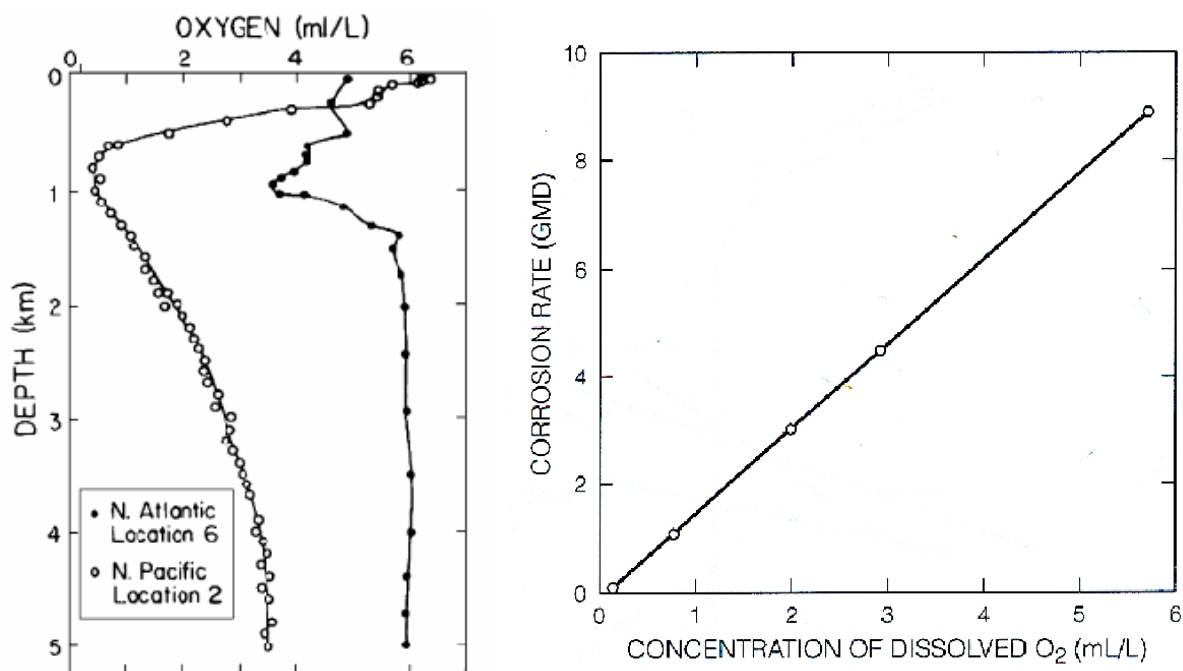 OXYGEN (ml/L)
0 2 4 6
0
1
2
3
4
5
DEPTH (km)
N. Atlantic
Location 6
N. Pacific
Location 2
10
8
6
4
2
0
CORROSION RATE (GMD)
0 1 2 3 4 5 6
CONCENTRATION OF DISSOLVED O₂ (mL/L)